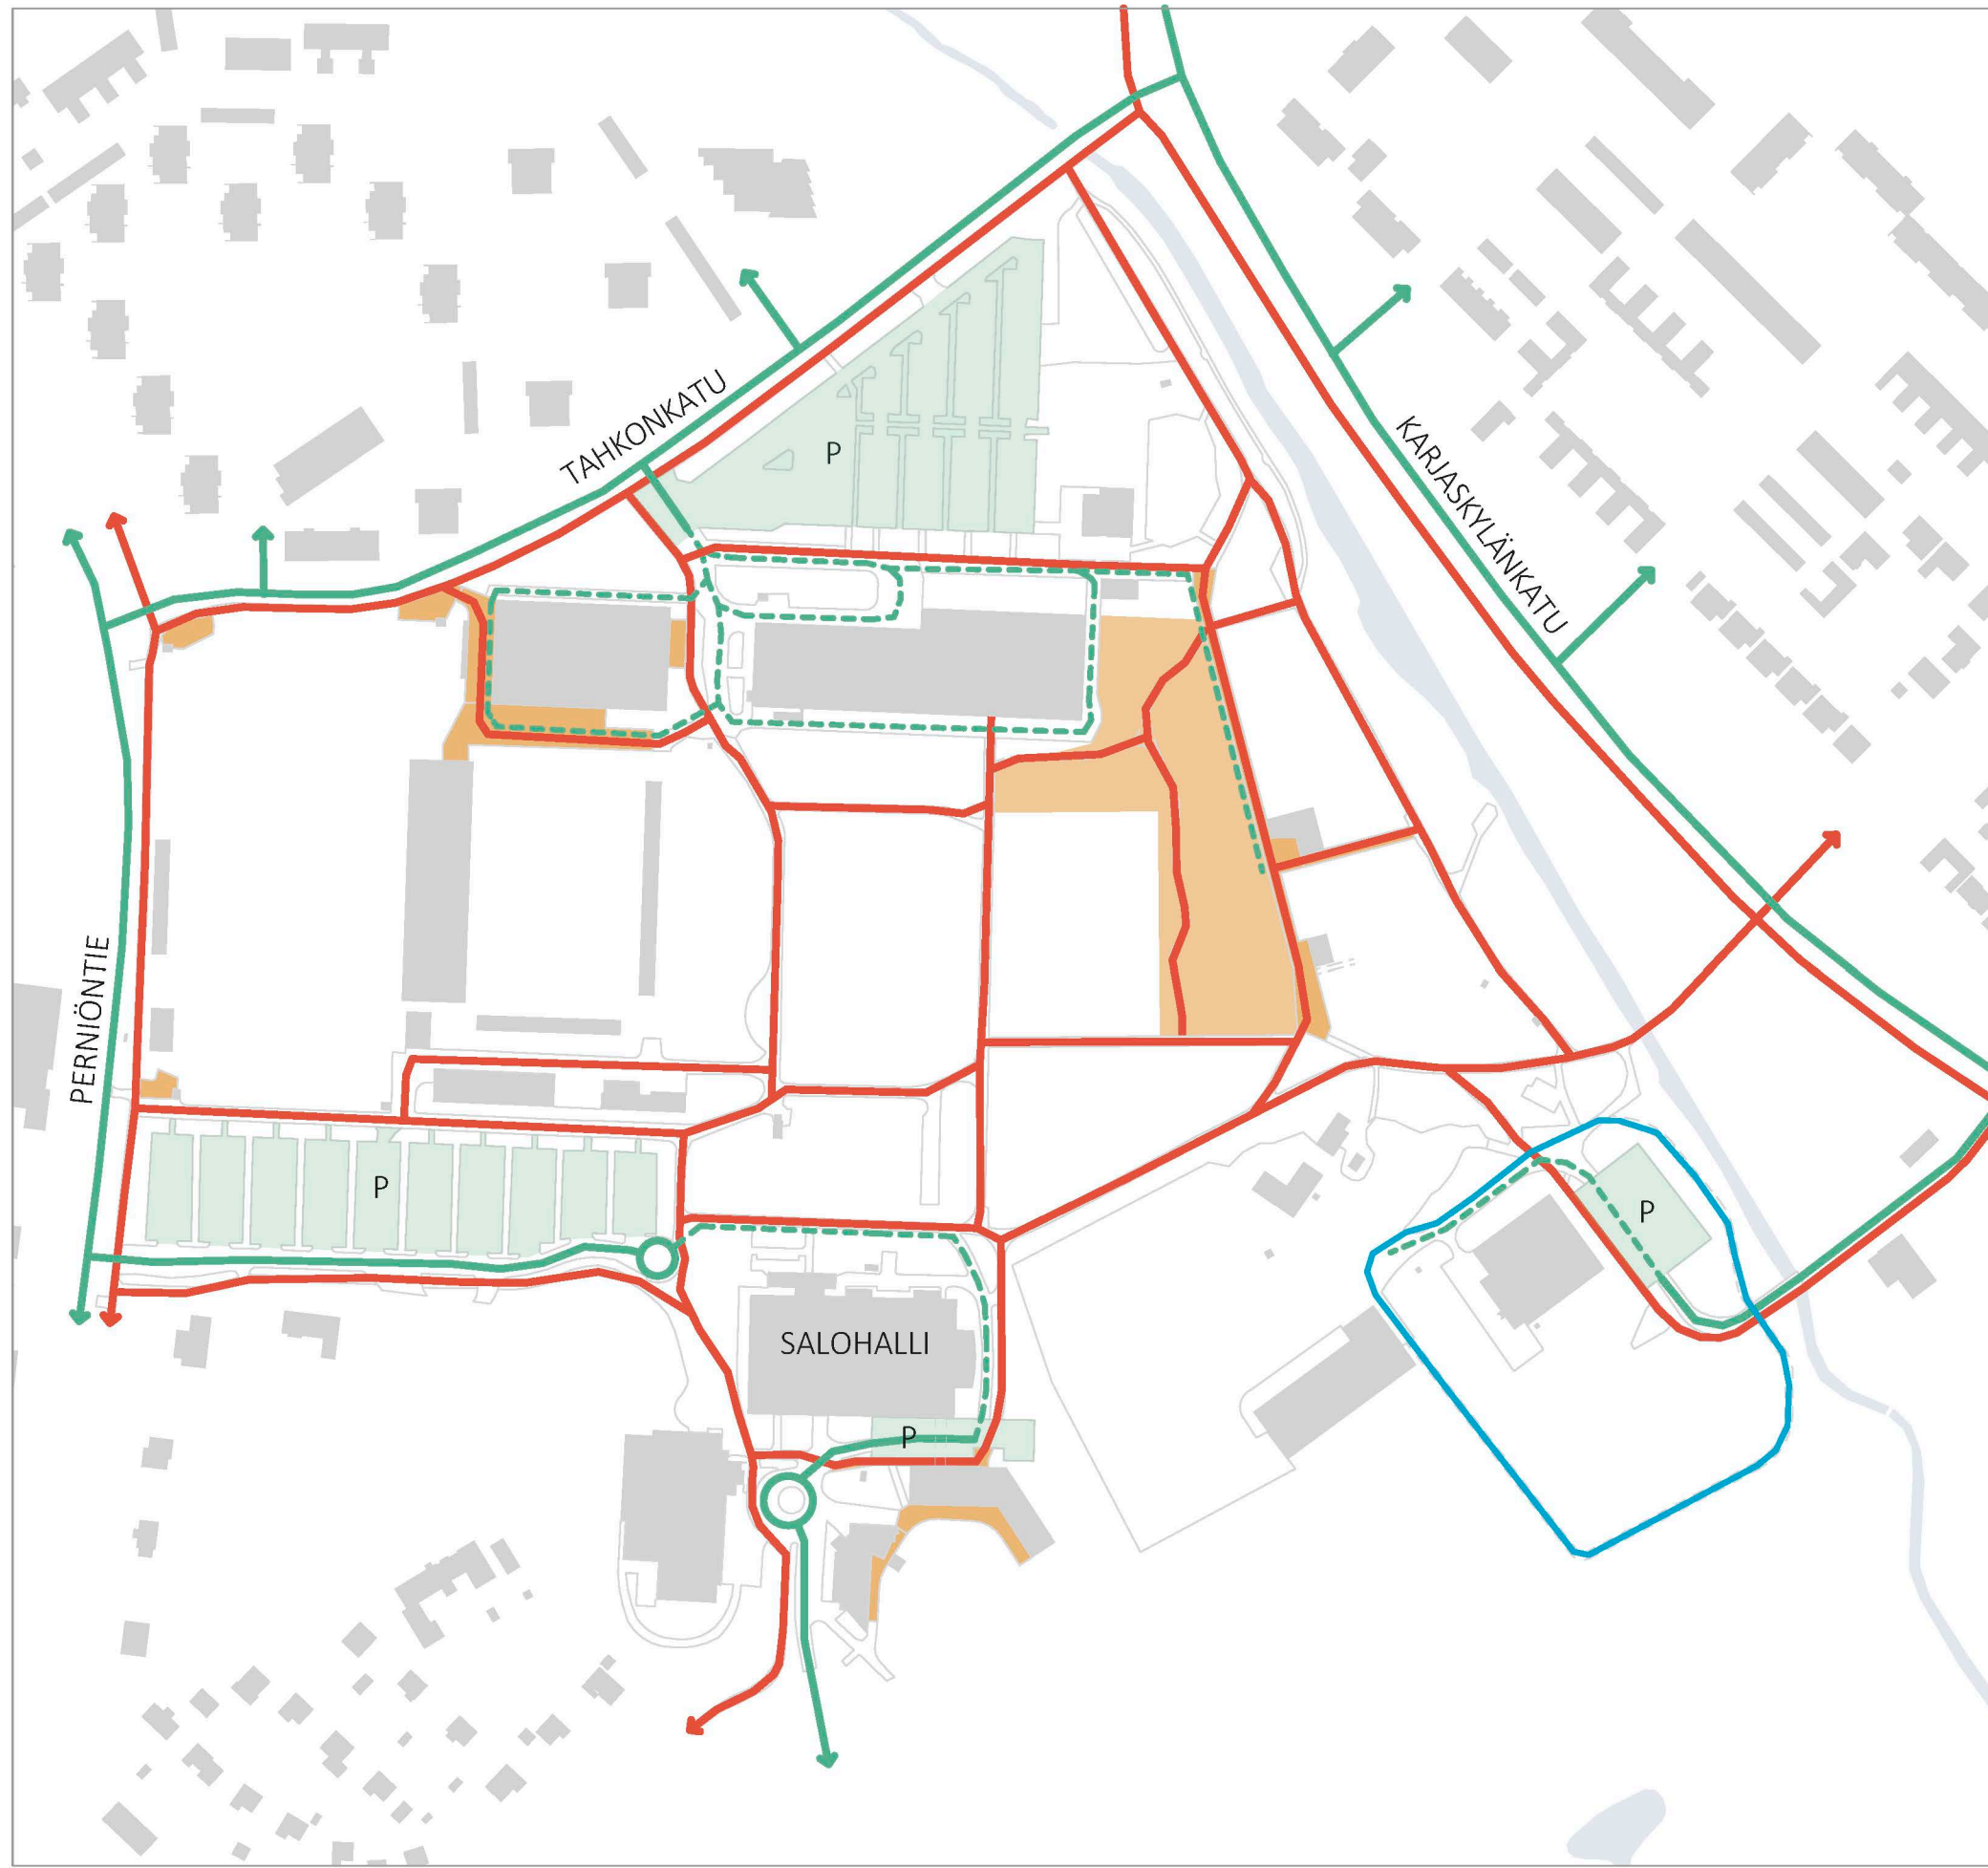 TAHKONKATU
P
KARJASKYLÄNKATU
PERNIÖNTIE
P
P
SALOHALLI
P